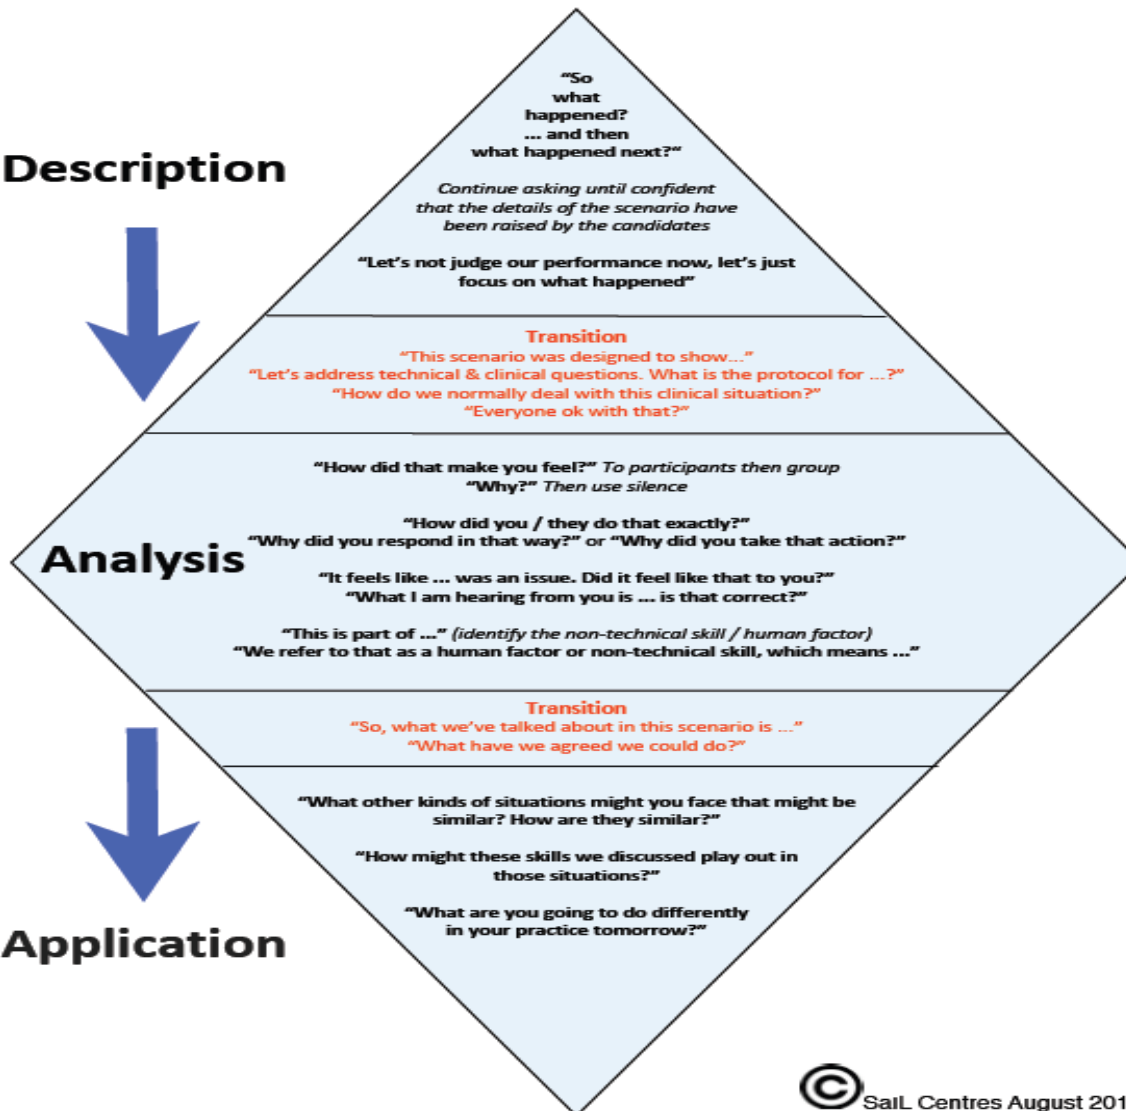 “So
what
happened?
... and then
what happened next?“
Description
Continue asking until confident
that the details of the scenario have
been raised by the candidates
“Let’s not judge our performance now, let’s just
focus on what happened”
Transition
“This scenario was designed to show...”
“Let’s address technical & clinical questions. What is the protocol for ...?”
“How do we normally deal with this clinical situation?”
“Everyone ok with that?”
“How did that make you feel?” To participants then group
“Why?” Then use silence
“How did you / they do that exactly?”
“Why did you respond in that way?” or “Why did you take that action?”
Analysis
“It feels like ... was an issue. Did it feel like that to you?”
“What I am hearing from you is ... is that correct?”
“This is part of ...” (identify the non-technical skill / human factor)
“We refer to that as a human factor or non-technical skill, which means ...”
Transition
“So, what we’ve talked about in this scenario is ...”
“What have we agreed we could do?”
“What other kinds of situations might you face that might be
similar? How are they similar?”
“How might these skills we discussed play out in
those situations?”
“What are you going to do differently
in your practice tomorrow?”
Application
© SaiL Centres August 201